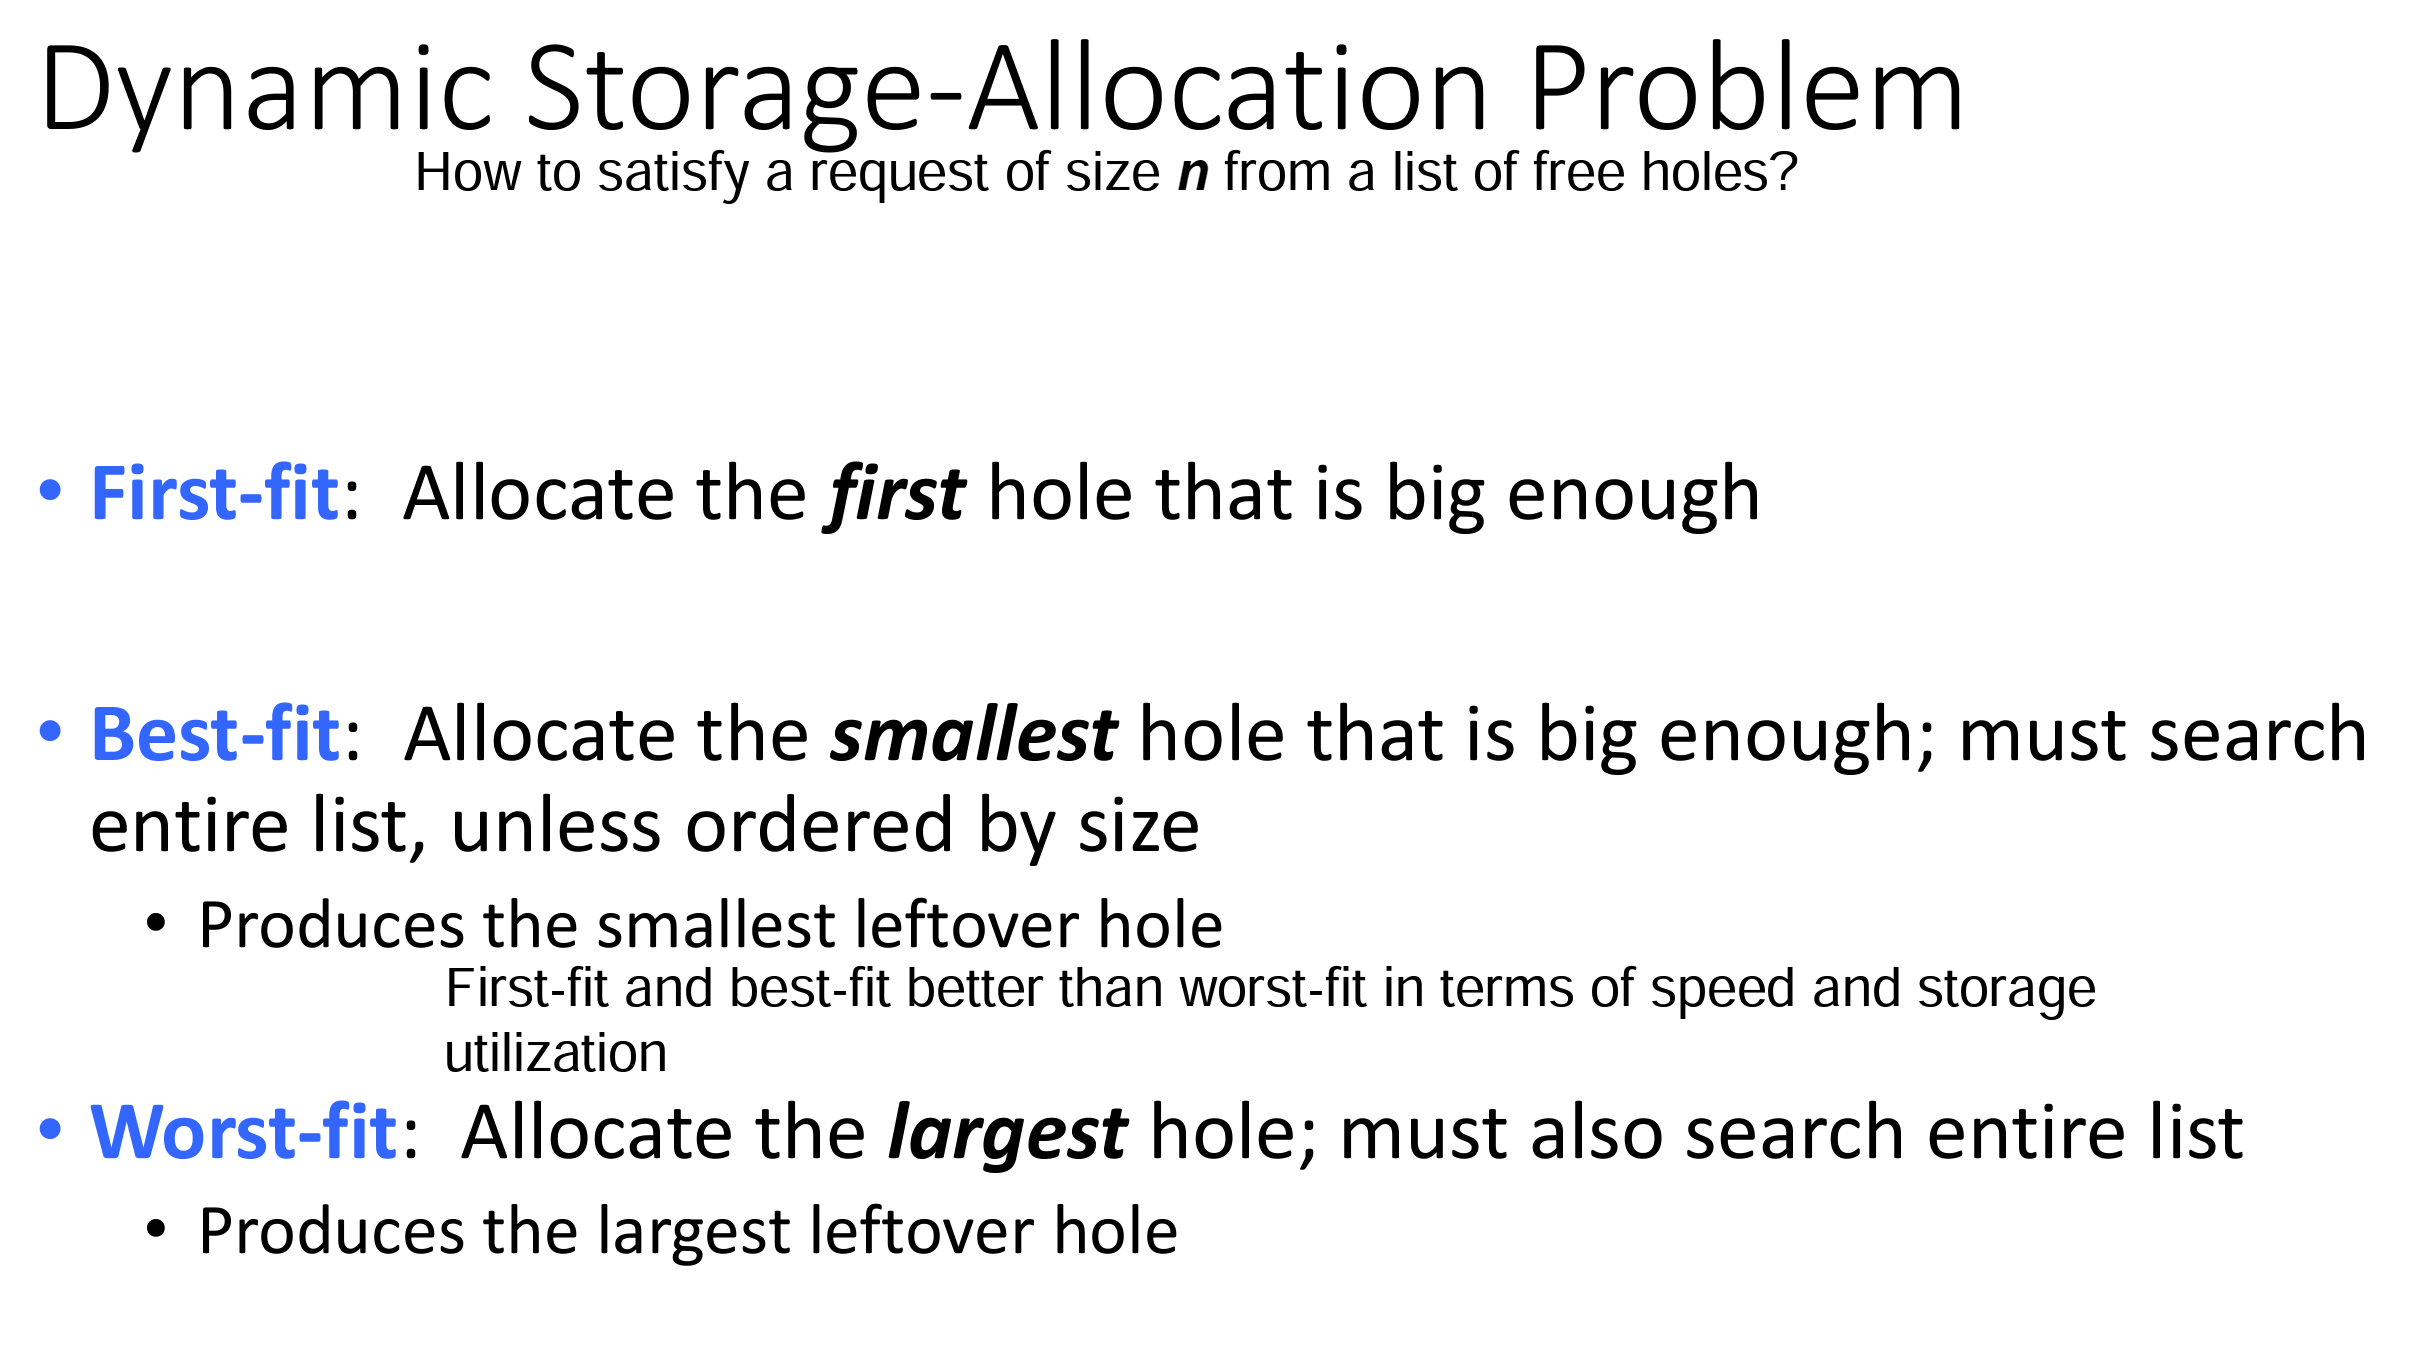 Dynamic Storage-Allocation Problem
How to satisfy a request of size n from a list of free holes?
• First-fit:  Allocate the first hole that is big enough
• Best-fit:  Allocate the smallest hole that is big enough; must search
entire list, unless ordered by size
• Produces the smallest leftover hole
First-fit and best-fit better than worst-fit in terms of speed and storage
utilization
• Worst-fit:  Allocate the largest hole; must also search entire list
• Produces the largest leftover hole